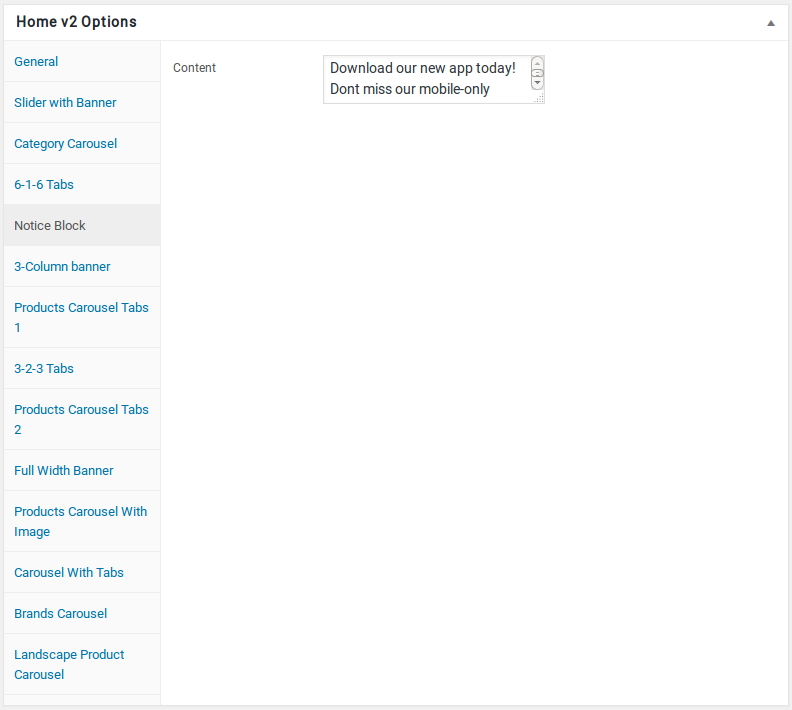 Home v2 Options
General
Slider with Banner
Category Carousel
6-1-6 Tabs
Notice Block
3-Column banner
Products Carousel Tabs
1
3-2-3 Tabs
Products Carousel Tabs
2
Full Width Banner
Products Carousel With
Image
Carousel With Tabs
Brands Carousel
Landscape Product
Carousel
Content
Download our new app today!
Dont miss our mobile-only